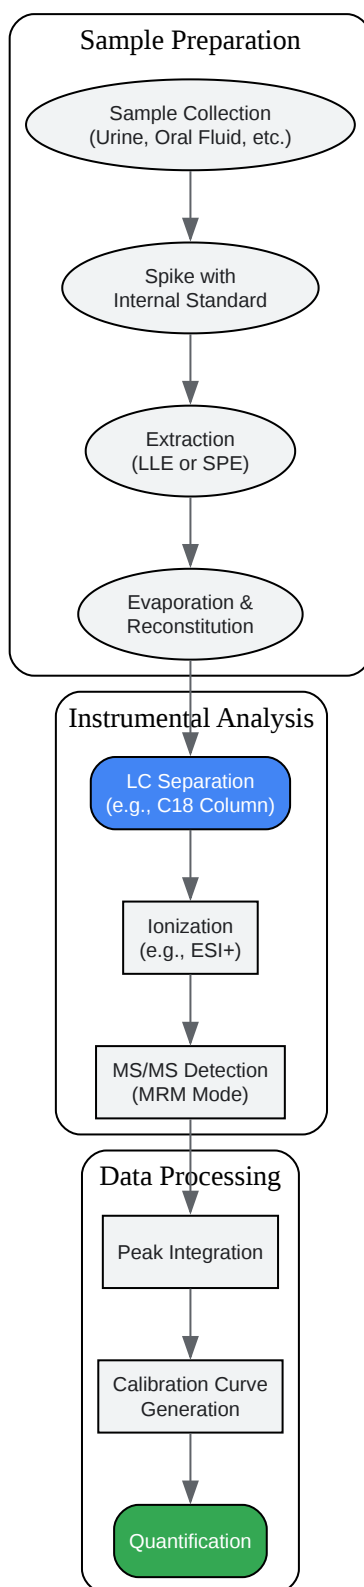 Sample Preparation
Sample Collection
(Urine, Oral Fluid, etc.)
Spike with
Internal Standard
Extraction
(LLE or SPE)
Evaporation &
Reconstitution
Instrumental Analysis
LC Separation
(e.g., C18 Column)
Ionization
(e.g., ESI+)
MS/MS Detection
(MRM Mode)
Data Processing
Peak Integration
Calibration Curve
Generation
Quantification